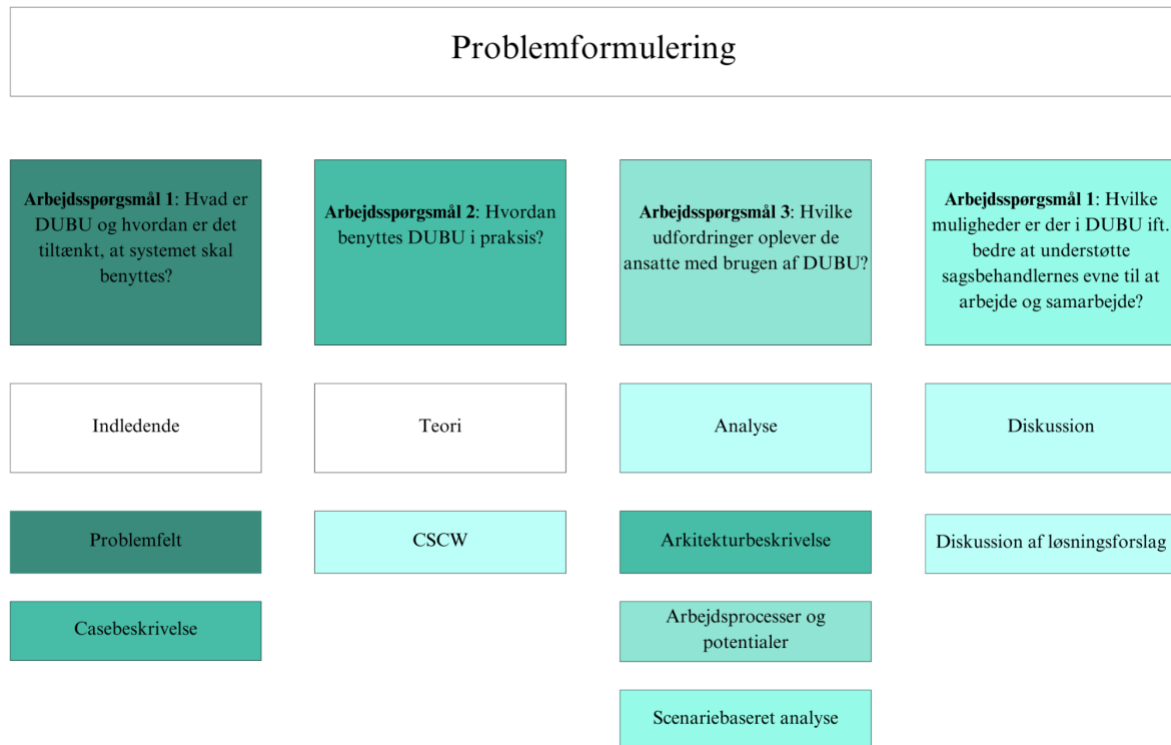 Problemformulering
Arbejdsspørgsmål 1: Hvad er
DUBU og hvordan er det
tiltænkt, at systemet skal
benyttes?
Arbejdsspørgsmål 2: Hvordan
benyttes DUBU i praksis?
Arbejdsspørgsmål 3: Hvilke
udfordringer oplever de
ansatte med brugen af DUBU?
Arbejdsspørgsmål 1: Hvilke
muligheder er der i DUBU ift.
bedre at understøtte
sagsbehandlernes evne til at
arbejde og samarbejde?
Indledende
Teori
Analyse
Diskussion
Problemfelt
CSCW
Arkitekturbeskrivelse
Diskussion af løsningsforslag
Casebeskrivelse
Arbejdsprocesser og
potentialer
Scenariebaseret analyse